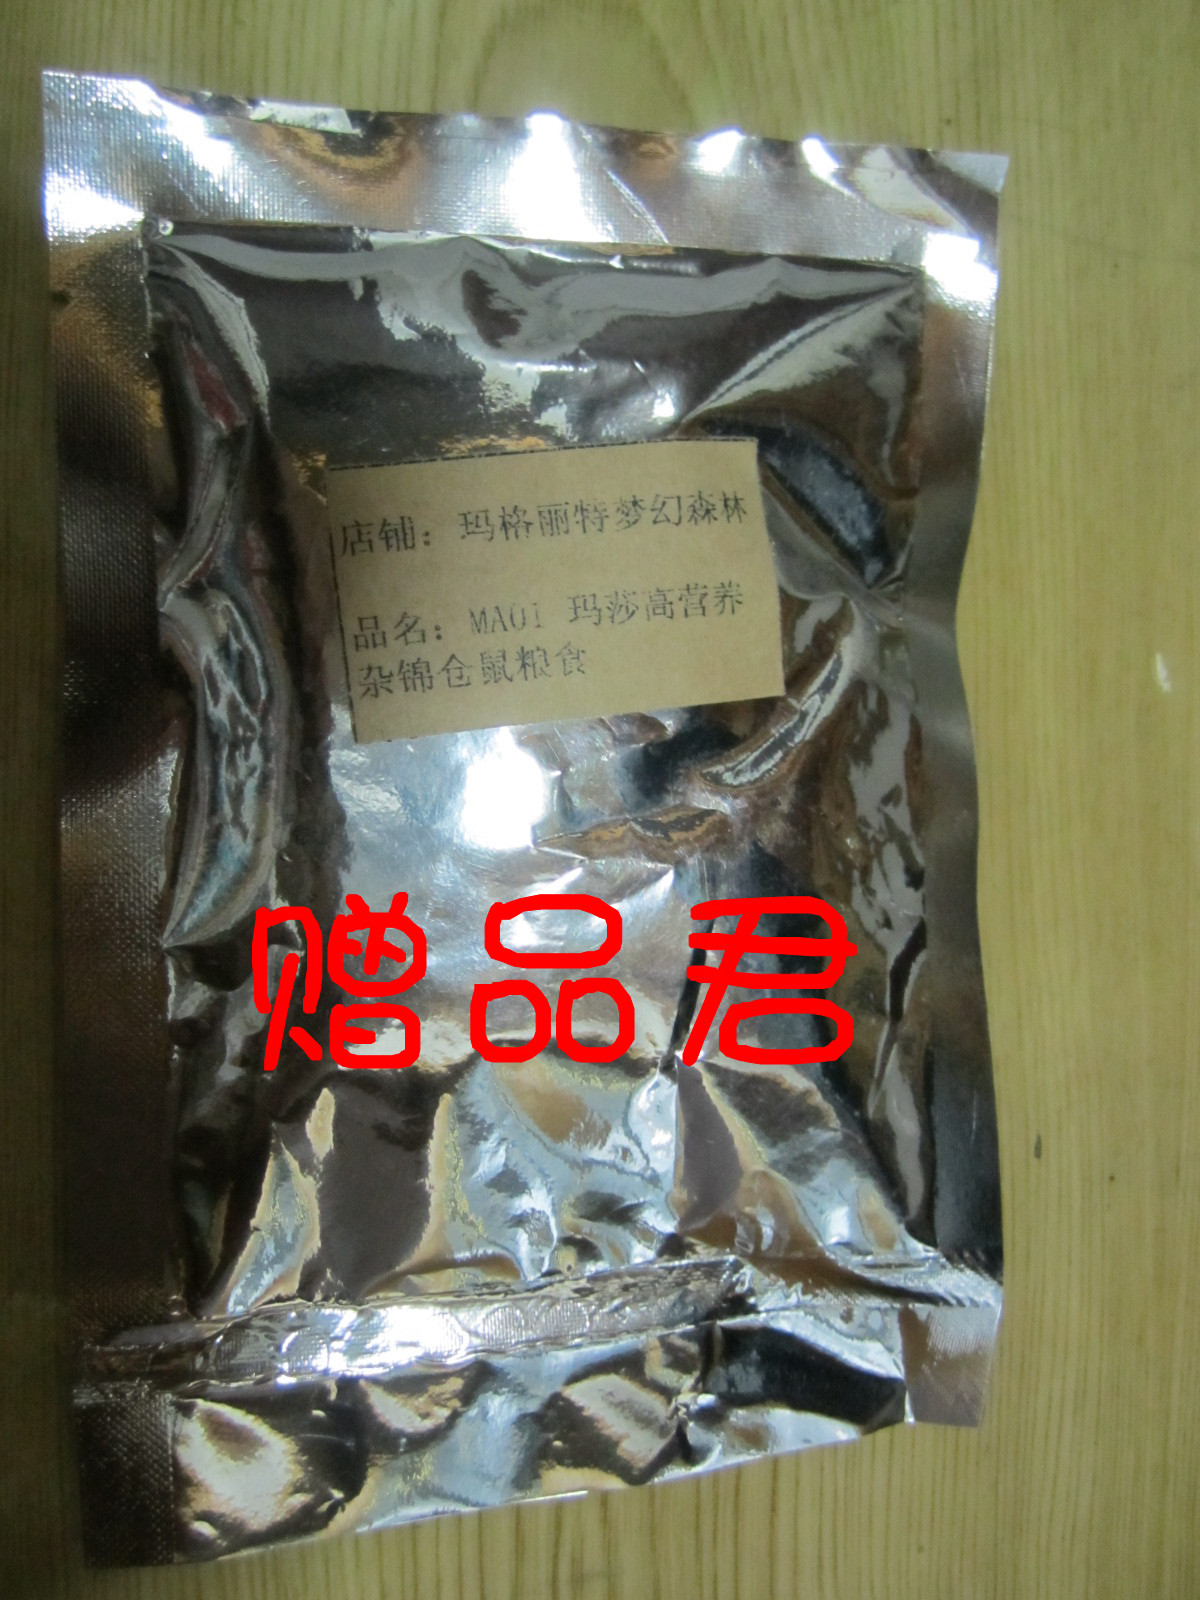 店铺：玛格丽特梦幻森林
品名：MA01 玛莎高营养
杂锦仓鼠粮食
赠品君